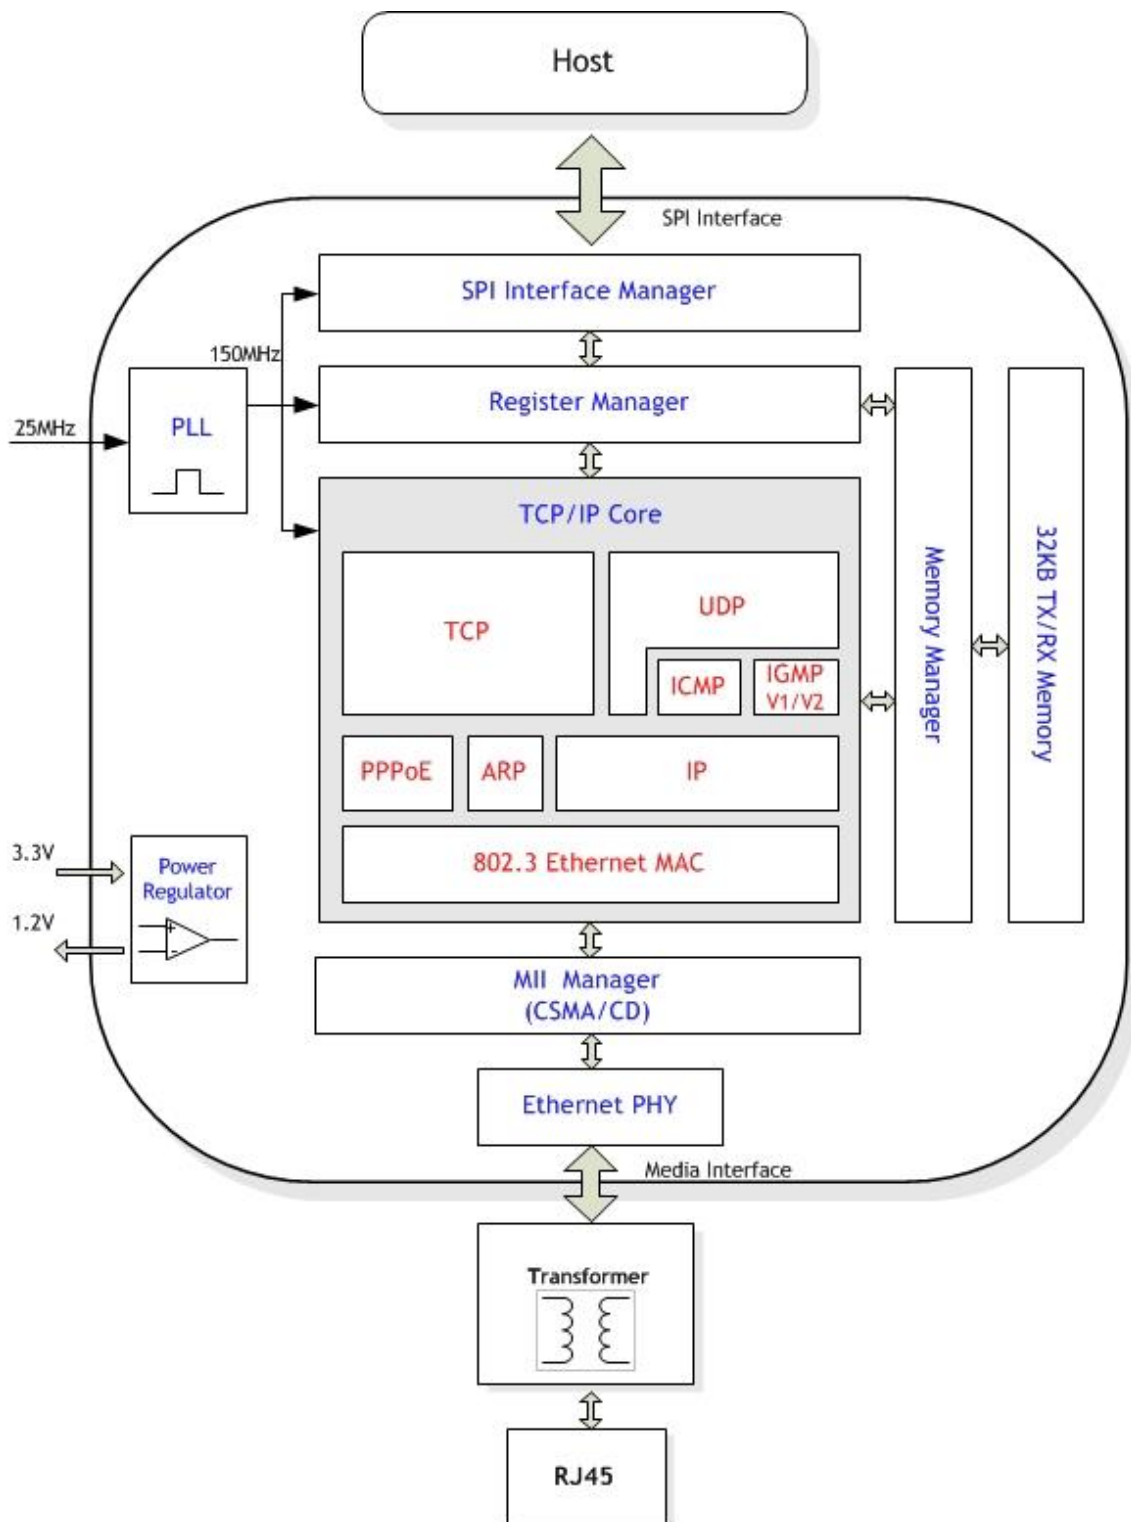 Host
SPI Interface
SPI Interface Manager
150MHz
Register Manager
25MHz
PLL
TCP/IP Core
TCP
UDP
ICMP
IGMP
V1/V2
PPPoE
ARP
IP
802.3 Ethernet MAC
Memory Manager
32KB TX/RX Memory
3.3V
1.2V
Power
Regulator
+
-
MII Manager
(CSMA/CD)
Ethernet PHY
Media Interface
Transformer
RJ45